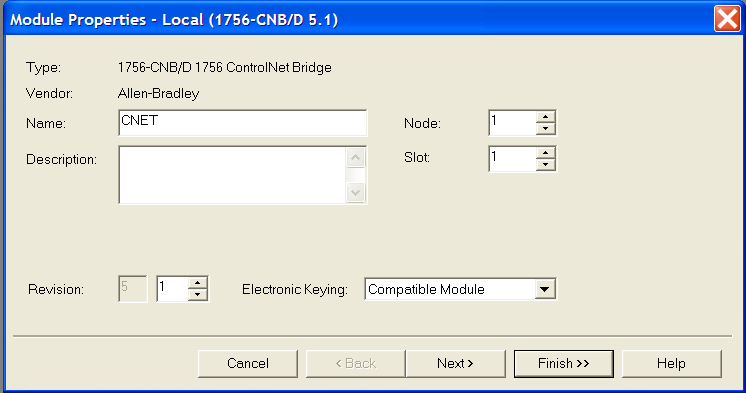 Module Properties - Local (1756-CNB/D 5.1)
Type: 1756-CNB/D 1756 ControlNet Bridge
Vendor: Allen-Bradley
Name: CNET Node: 1
Description: Slot: 1
Revision: 5 1 Electronic Keying: Compatible Module
Cancel < Back Next > Finish >> Help